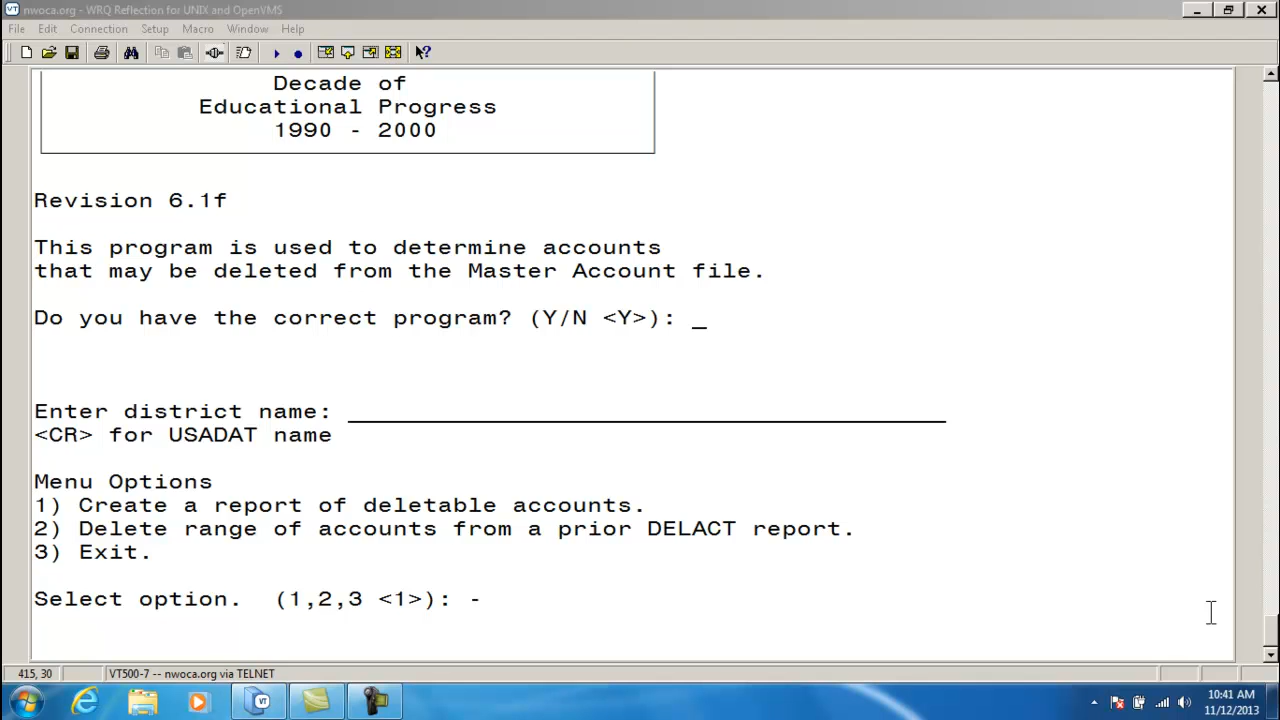 nwoca.org - WRQ Reflection for UNIX and OpenVMS
File Edit Connection Setup Macro Window Help
Decade of
Educational Progress
1990 - 2000
Revision 6.1f
This program is used to determine accounts
that may be deleted from the Master Account file.
Do you have the correct program? (Y/N <Y>): _
Enter district name:
<CR> for USADAT name
Menu Options
1) Create a report of deletable accounts.
2) Delete range of accounts from a prior DELACT report.
3) Exit.
Select option. (1,2,3 <1>): -
415, 30 VT500-7 -- nwoca.org via TELNET
VT
10:41 AM
11/12/2013